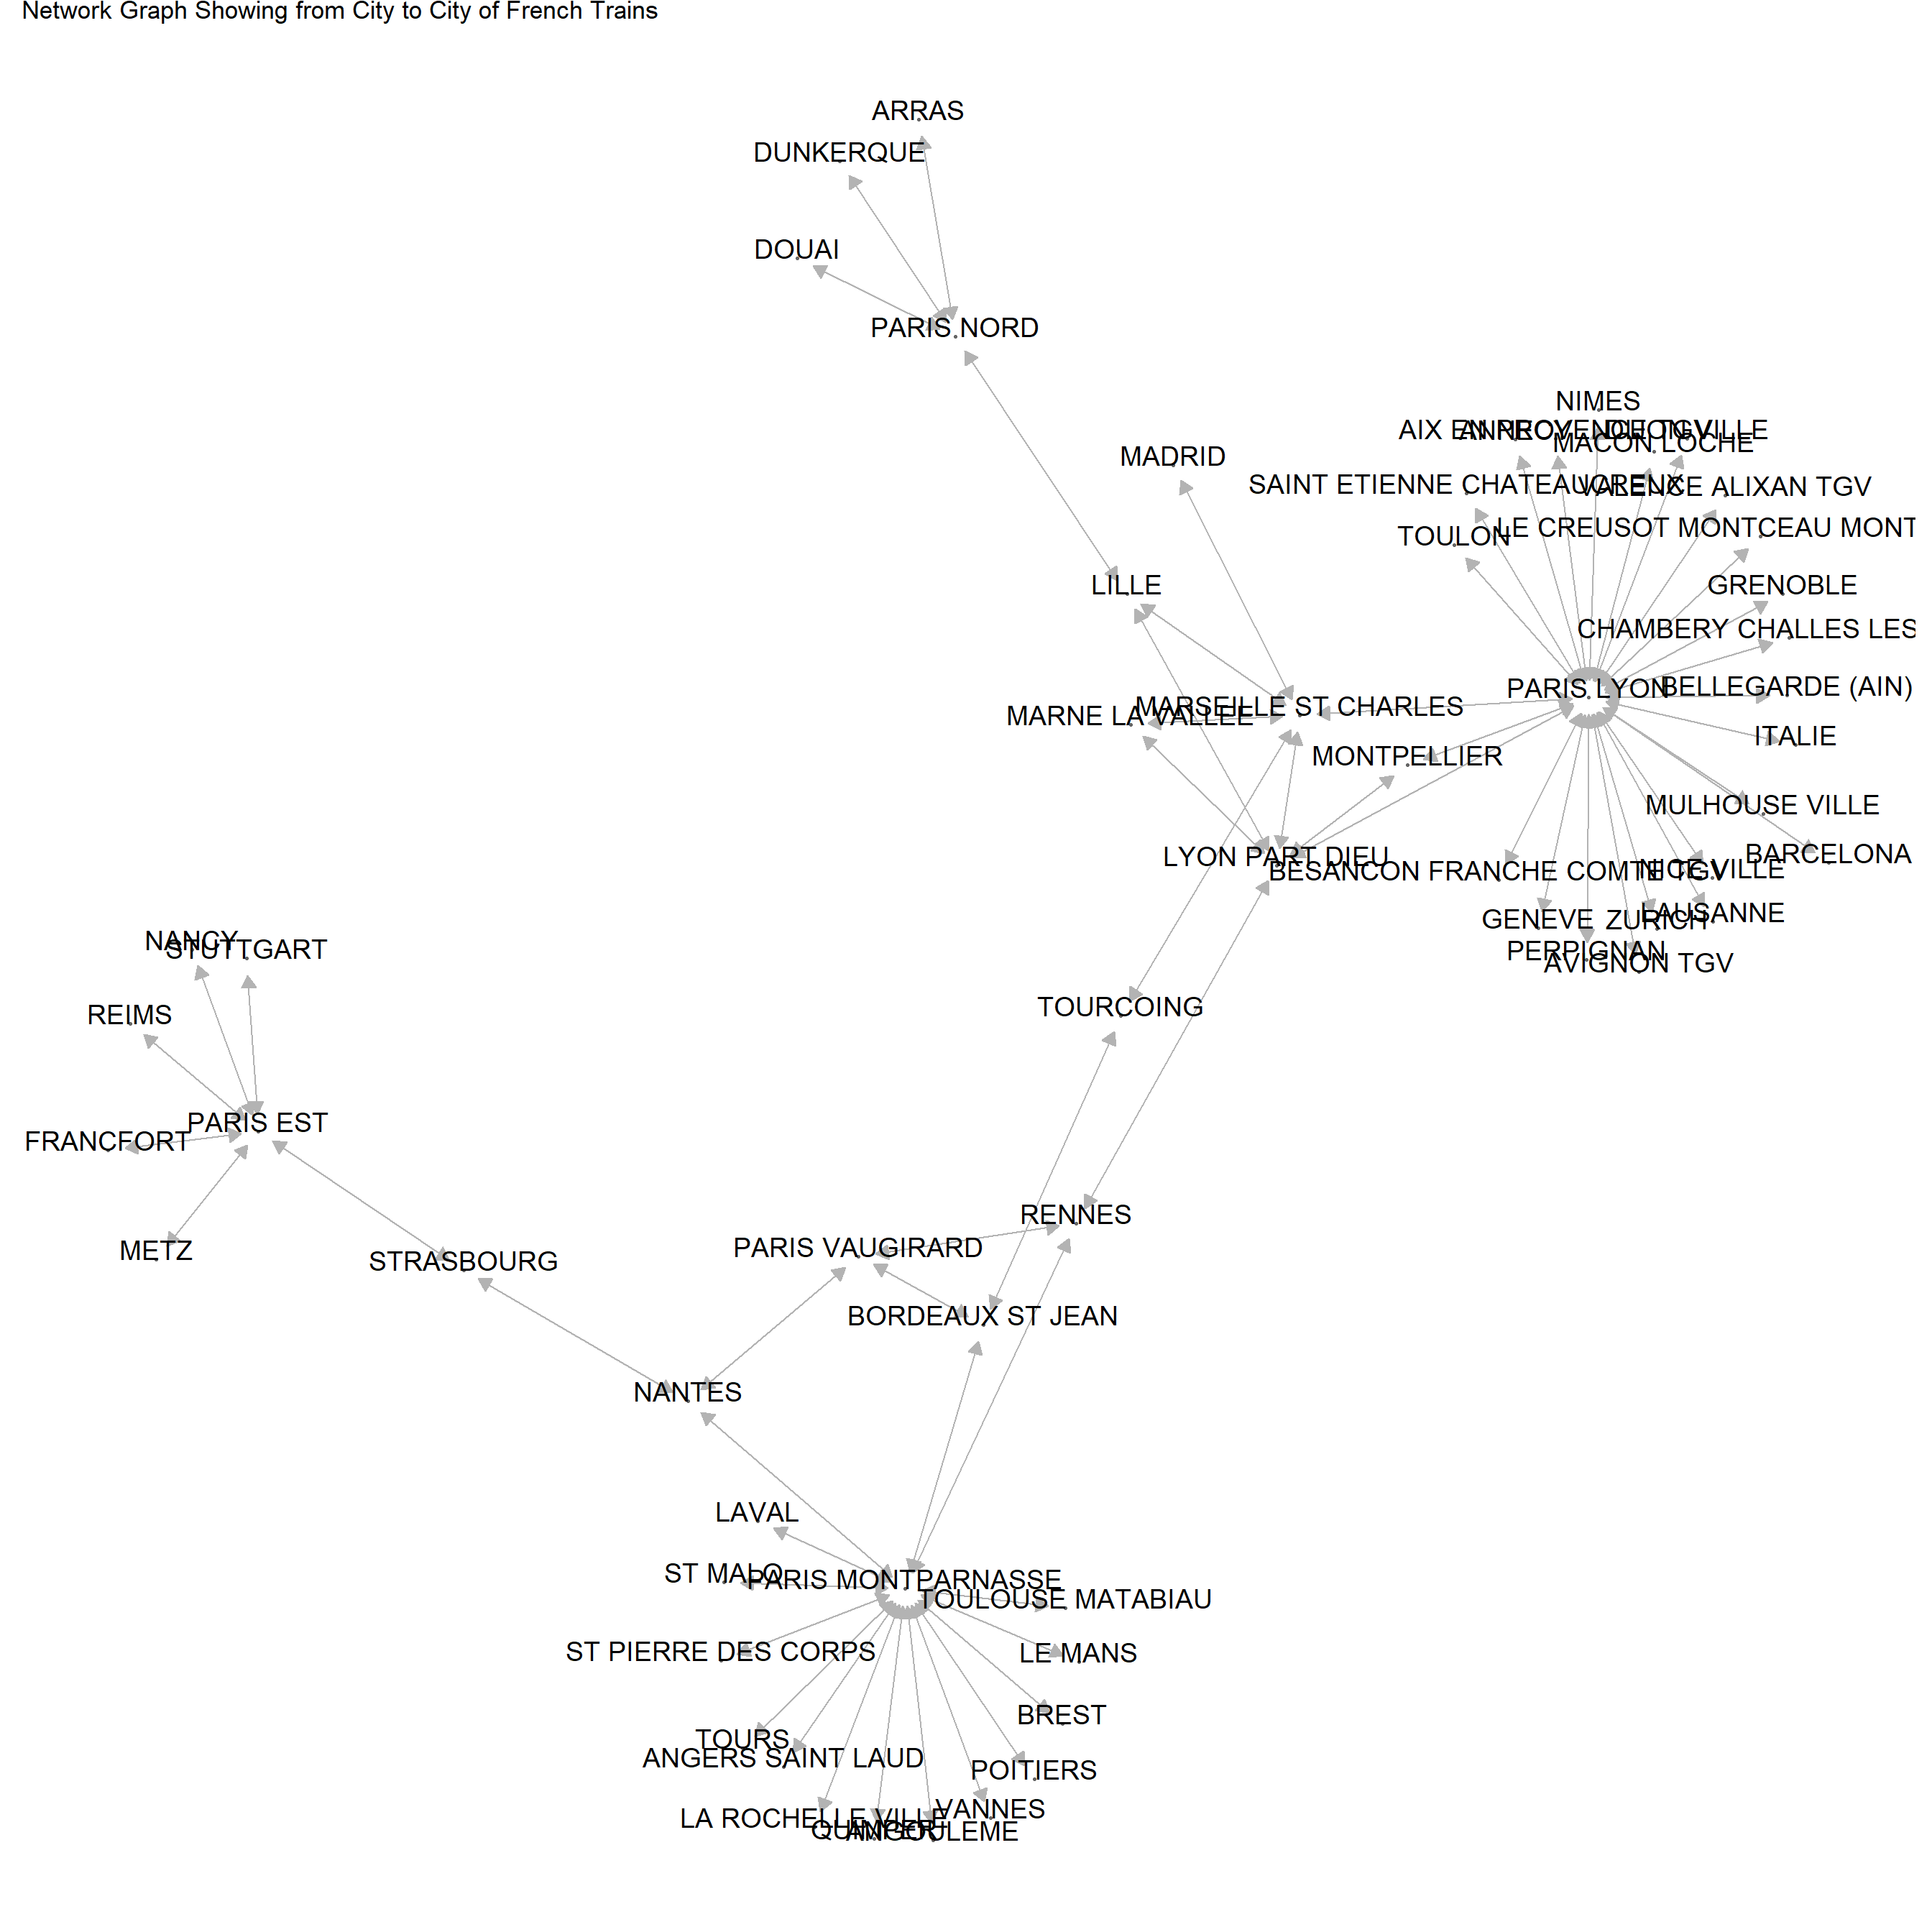 Network Graph Showing from City to City of French Trains
ARRAS
DUNKERQUE
DOUAI
PARIS NORD
NIMES
AIX EN PROVENCE TGV
ANNECY
DIJON VILLE
MACON LOCHE
MADRID
SAINT ETIENNE CHATEAUCREUX
VALENCE ALIXAN TGV
LE CREUSOT MONTCEAU MONT
TOULON
LILLE
GRENOBLE
CHAMBERY CHALLES LES
PARIS LYON
BELLEGARDE (AIN)
MARSEILLE ST CHARLES
MARNE LA VALLEE
ITALIE
MONTPELLIER
MULHOUSE VILLE
LYON PART DIEU
BARCELONA
BESANCON FRANCHE COMTE TGV
NICE VILLE
GENEVE
ZURICH
LAUSANNE
NANCY
STUTTGART
PERPIGNAN
AVIGNON TGV
REIMS
TOURCOING
PARIS EST
FRANCFORT
RENNES
METZ
PARIS VAUGIRARD
STRASBOURG
BORDEAUX ST JEAN
NANTES
LAVAL
ST MALO
PARIS MONTPARNASSE
TOULOUSE MATABIAU
ST PIERRE DES CORPS
LE MANS
BREST
TOURS
ANGERS SAINT LAUD
POITIERS
VANNES
LA ROCHELLE VILLE
QUIMPER
ANGOULEME